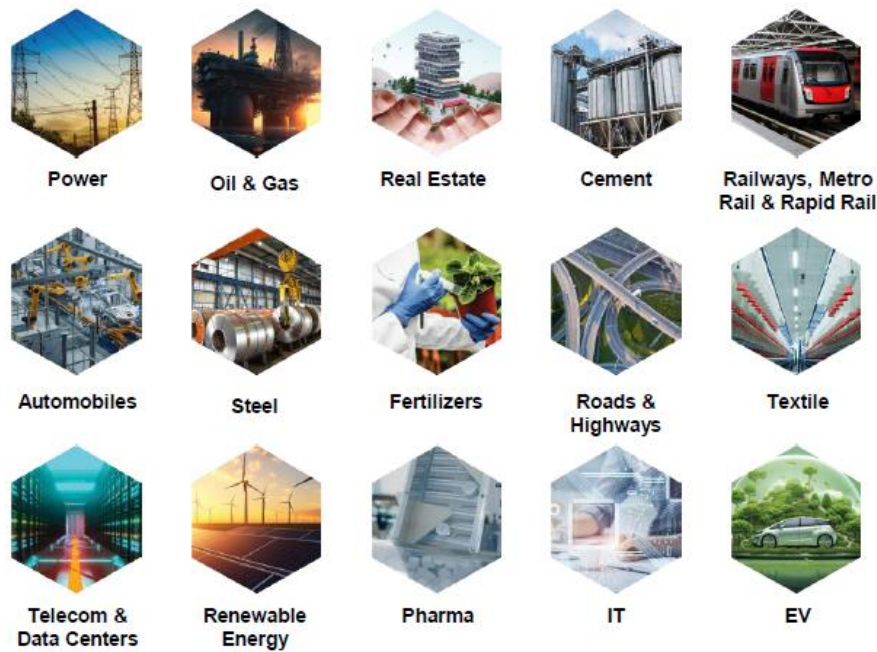 Power
Oil & Gas
Real Estate
Cement
Railways, Metro
Rail & Rapid Rail
Automobiles
Steel
Fertilizers
Roads &
Highways
Textile
Telecom &
Data Centers
Renewable
Energy
Pharma
IT
EV